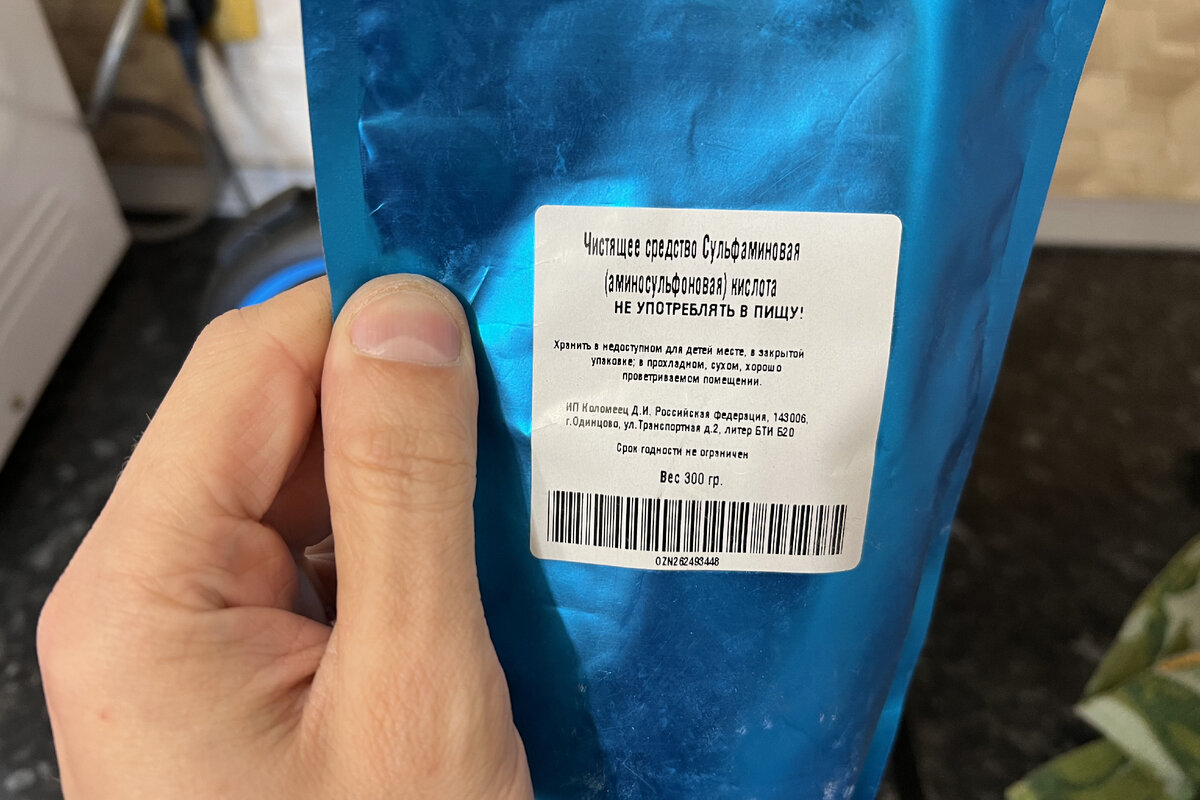 Чистящее средство Сульфаминовая
(аминосульфоновая) кислота
НЕ УПОТРЕБЛЯТЬ В ПИЩУ!
Хранить в недоступном для детей месте, в закрытой
упаковке; в прохладном, сухом, хорошо
проветриваемом помещении.
ИП Коломеец Д.И. Российская Федерация, 143006,
г.Одинцово, ул.Транспортная д.2, литер БТИ Б20
Срок годности не ограничен
Вес 300 гр.
OZN262493448